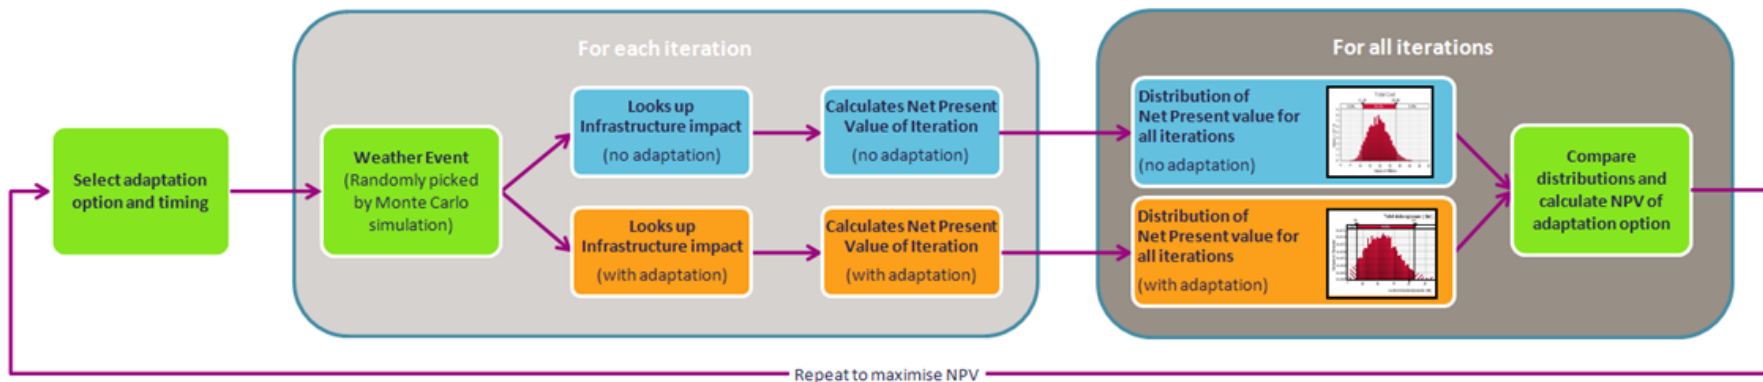 For each iteration
For all iterations
Select adaptation
option and timing
Weather Event
(Randomly picked
by Monte Carlo
simulation)
Looks up
Infrastructure impact
(no adaptation)
Calculates Net Present
Value of Iteration
(no adaptation)
Looks up
Infrastructure impact
(with adaptation)
Calculates Net Present
Value of Iteration
(with adaptation)
Distribution of
Net Present value for
all iterations
(no adaptation)
Total Cost
Distribution of
Net Present value for
all iterations
(with adaptation)
Compare
distributions and
calculate NPV of
adaptation option
Repeat to maximise NPV